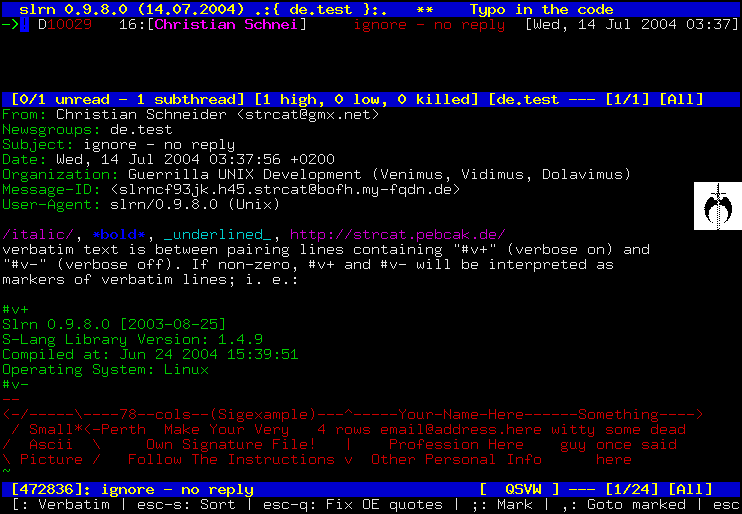 slrn 0.9.8.0 (14.07.2004) .:{ de.test }:.   **    Typo in the code
->! D10029   16:[Christian Schnei]      ignore - no reply  [Wed, 14 Jul 2004 03:37]
[0/1 unread - 1 subthread] [1 high, 0 low, 0 killed] [de.test --- [1/1] [All]
From: Christian Schneider <strcat@gmx.net>
Newsgroups: de.test
Subject: ignore - no reply
Date: Wed, 14 Jul 2004 03:37:56 +0200
Organization: Guerrilla UNIX Development (Venimus, Vidimus, Dolavimus)
Message-ID: <slrncf93jk.h45.strcat@bofh.my-fqdn.de>
User-Agent: slrn/0.9.8.0 (Unix)
/italic/, *bold*, _underlined_, http://strcat.pebcak.de/
verbatim text is between pairing lines containing "#v+" (verbose on) and
"#v-" (verbose off). If non-zero, #v+ and #v- will be interpreted as
markers of verbatim lines; i. e.:
#v+
Slrn 0.9.8.0 [2003-08-25]
S-Lang Library Version: 1.4.9
Compiled at: Jun 24 2004 15:39:51
Operating System: Linux
#v-
--
<-/-----\----78--cols--(Sigexample)---^-----Your-Name-Here------Something---->
 / Small*<-Perth  Make Your Very   4 rows email@address.here witty some dead
/  Ascii  \     Own Signature File!   |    Profession Here    guy once said
\ Picture /   Follow The Instructions v  Other Personal Info      here
~
[472836]: ignore - no reply                          [  QSVW ] --- [1/24] [All]
[: Verbatim | esc-s: Sort | esc-q: Fix OE quotes | ;: Mark | ,: Goto marked | esc